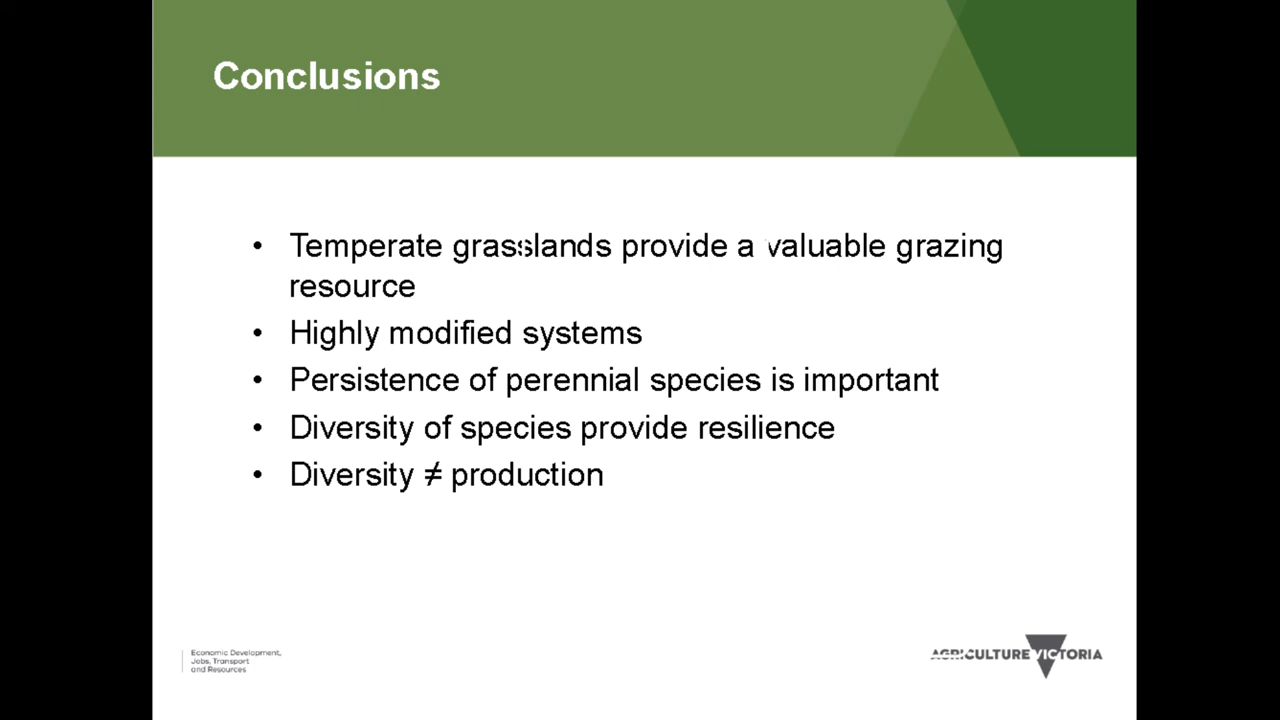 Conclusions
• Temperate grasslands provide a valuable grazing
resource
• Highly modified systems
• Persistence of perennial species is important
• Diversity of species provide resilience
• Diversity ≠ production
Economic Development,
Jobs, Transport
and Resources
AGRICULTURE VICTORIA